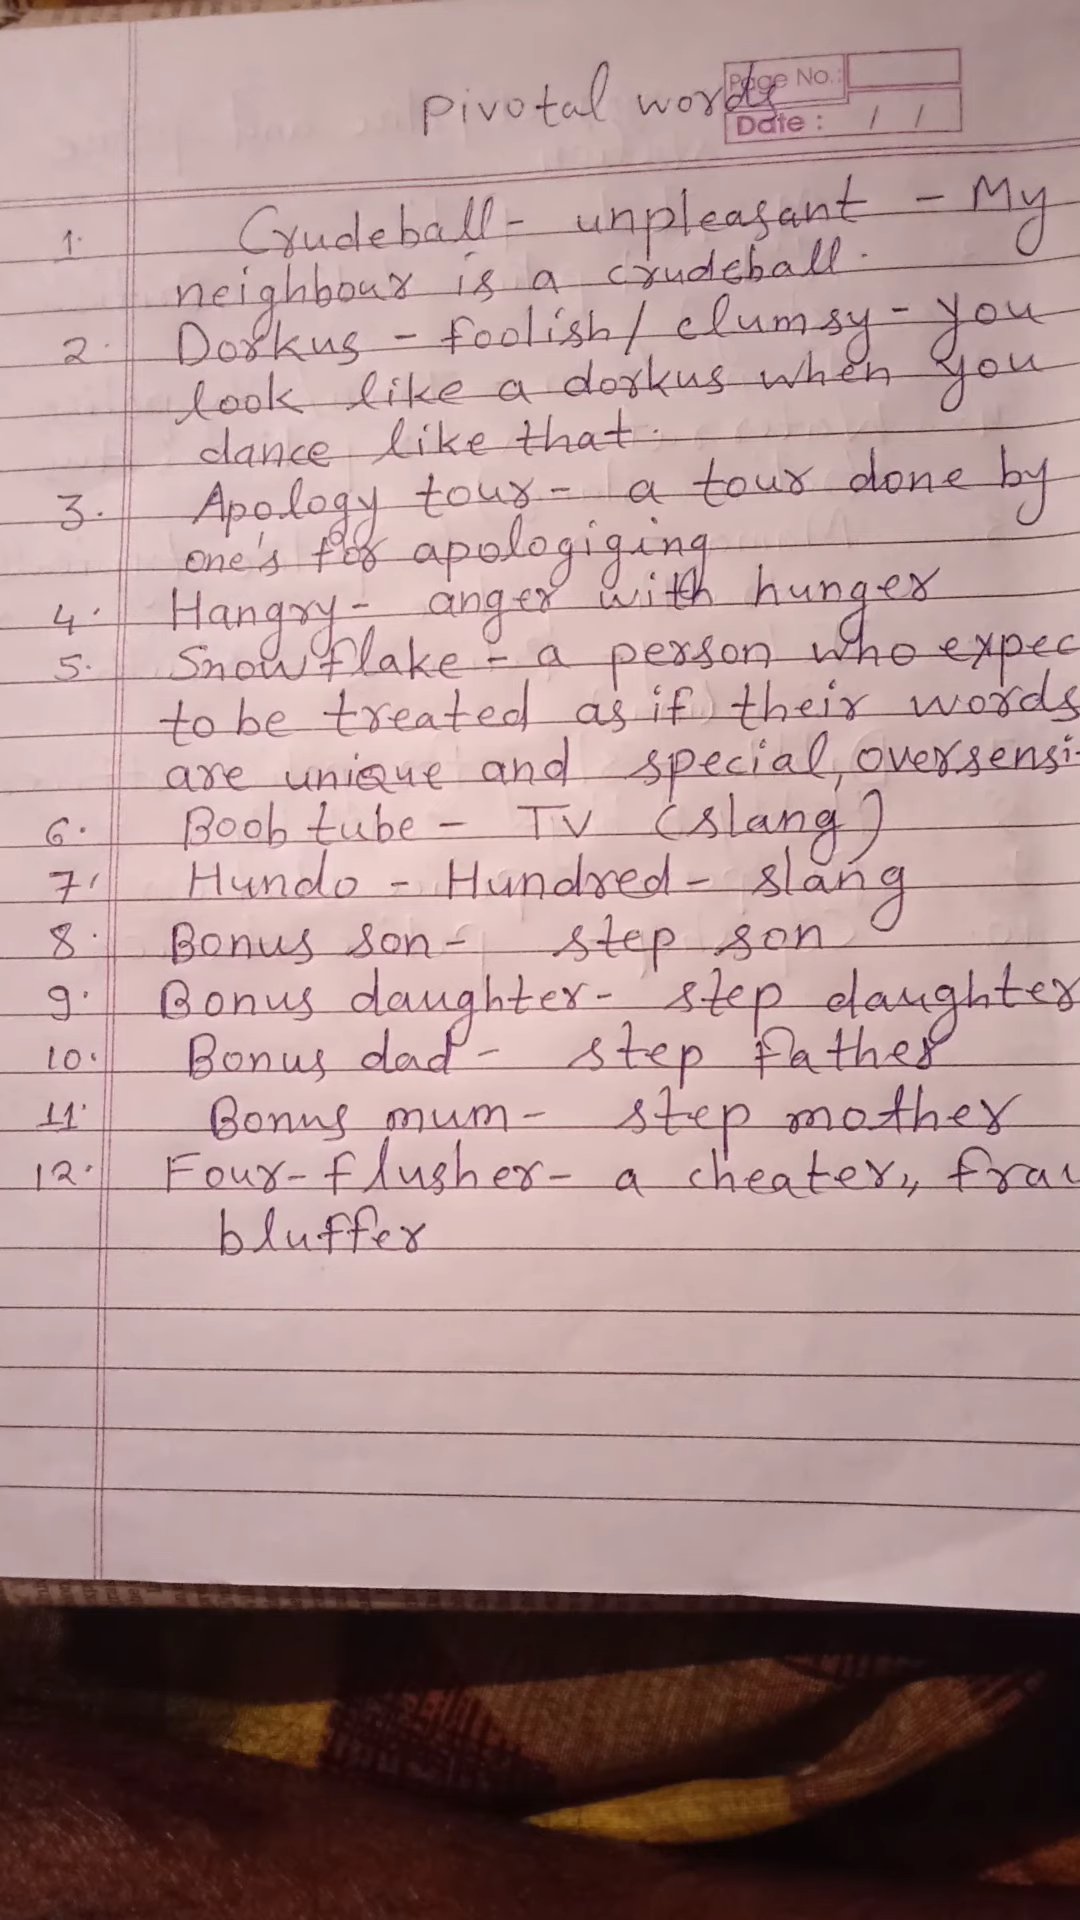 Pivotal words
Page No.:
Date : / /
1. Crudeball - unpleasant - My
neighbour is a crudeball.
2. Dorkus - foolish/ clumsy - you
look like a dorkus when you
dance like that.
3. Apology tour - a tour done by
one's for apologiging
4. Hangry - anger with hunger
5. Snowflake - a person who expec
to be treated as if their words
are unique and special, oversensi-
6. Boob tube - TV (slang)
7. Hundo - Hundred - slang
8. Bonus son - step son
9. Bonus daughter - step daughter
10. Bonus dad - step father
11. Bonus mum - step mother
12. Four-flusher - a cheater,, frau
bluffer